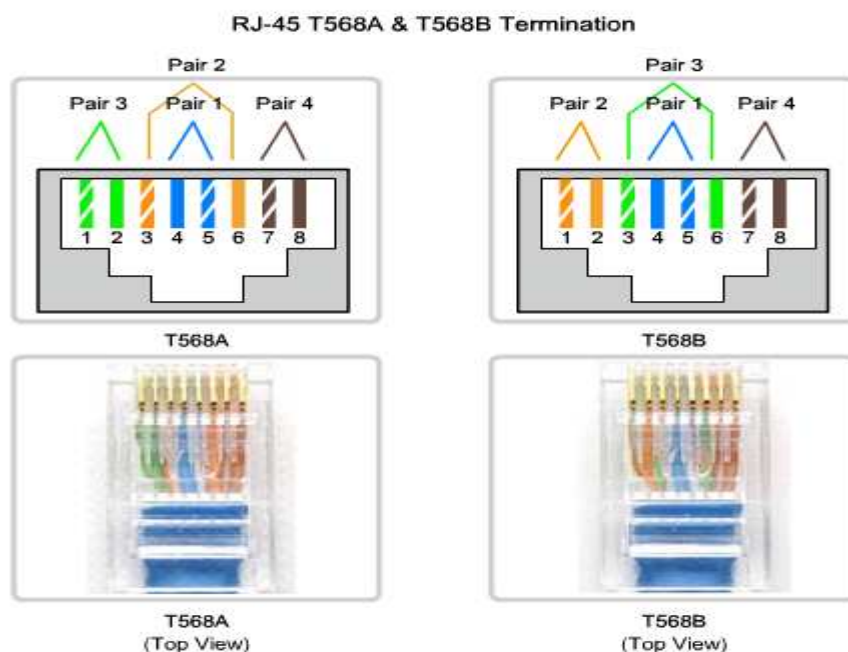 RJ-45 T568A & T568B Termination
Pair 2
Pair 3 Pair 1 Pair 4
1 2 3 4 5 6 7 8
T568A
Pair 3
Pair 2 Pair 1 Pair 4
1 2 3 4 5 6 7 8
T568B
T568A
(Top View)
T568B
(Top View)